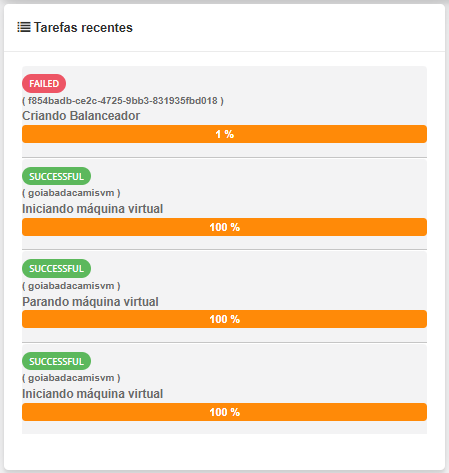 Tarefas recentes
FAILED
( f854badb-ce2c-4725-9bb3-831935fbd018 )
Criando Balanceador
1 %
SUCCESSFUL
( goiabadacamisvm )
Iniciando máquina virtual
100 %
SUCCESSFUL
( goiabadacamisvm )
Parando máquina virtual
100 %
SUCCESSFUL
( goiabadacamisvm )
Iniciando máquina virtual
100 %